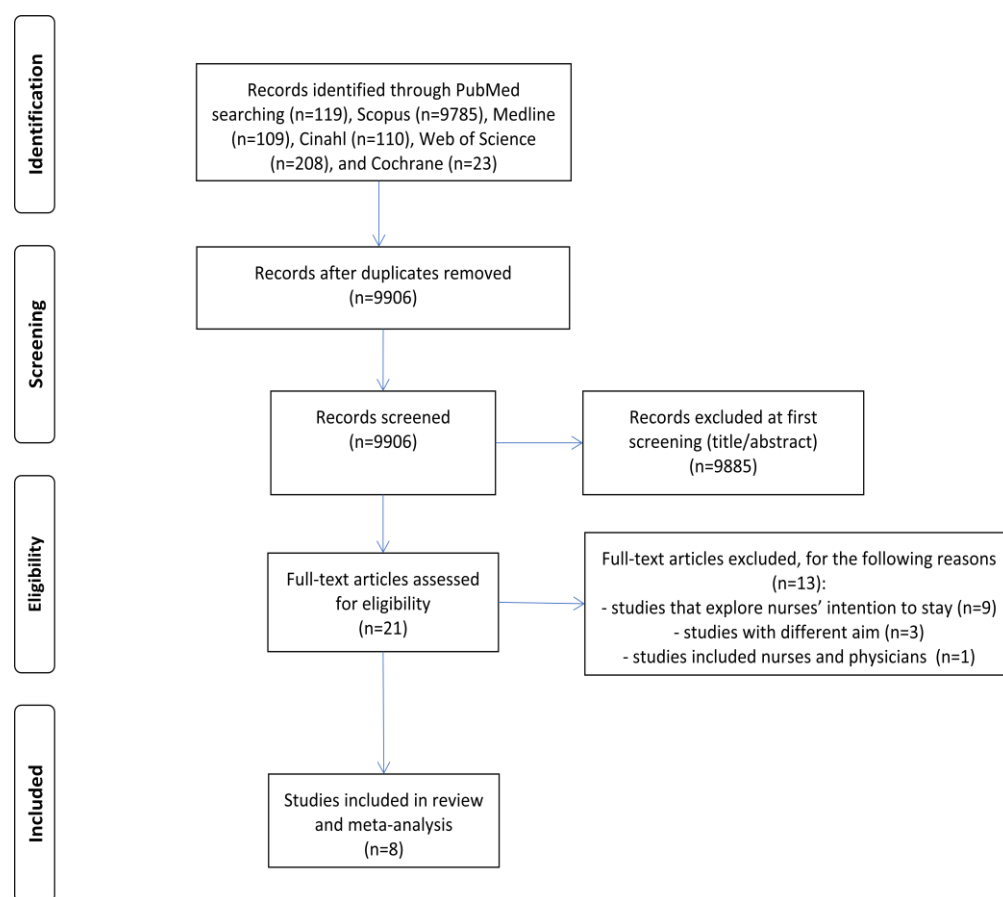 Identification
Records identified through PubMed
searching (n=119), Scopus (n=9785), Medline
(n=109), Cinahl (n=110), Web of Science
(n=208), and Cochrane (n=23)
Screening
Records after duplicates removed
(n=9906)
Records screened
(n=9906)
Records excluded at first
screening (title/abstract)
(n=9885)
Eligibility
Full-text articles assessed
for eligibility
(n=21)
Full-text articles excluded, for the following reasons
(n=13):
- studies that explore nurses’ intention to stay (n=9)
- studies with different aim (n=3)
- studies included nurses and physicians (n=1)
Included
Studies included in review
and meta-analysis
(n=8)